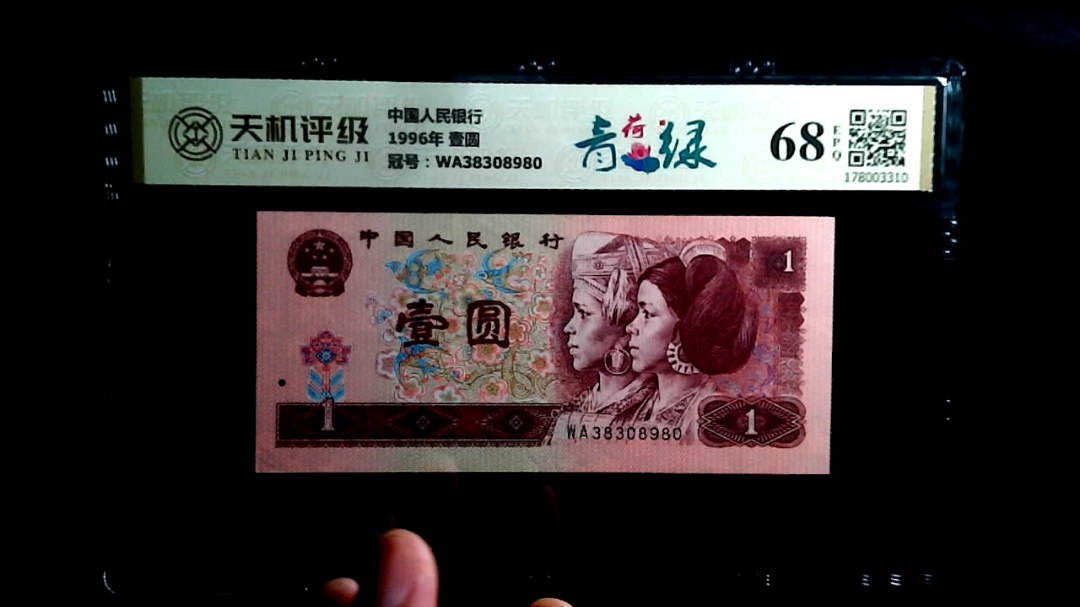 天机评级
TIAN JI PING JI
中国人民银行
1996年 壹圆
冠号：WA38308980
青荷绿
68
EPQ
178003310
中国人民银行
1
壹圆
1
WA38308980
1